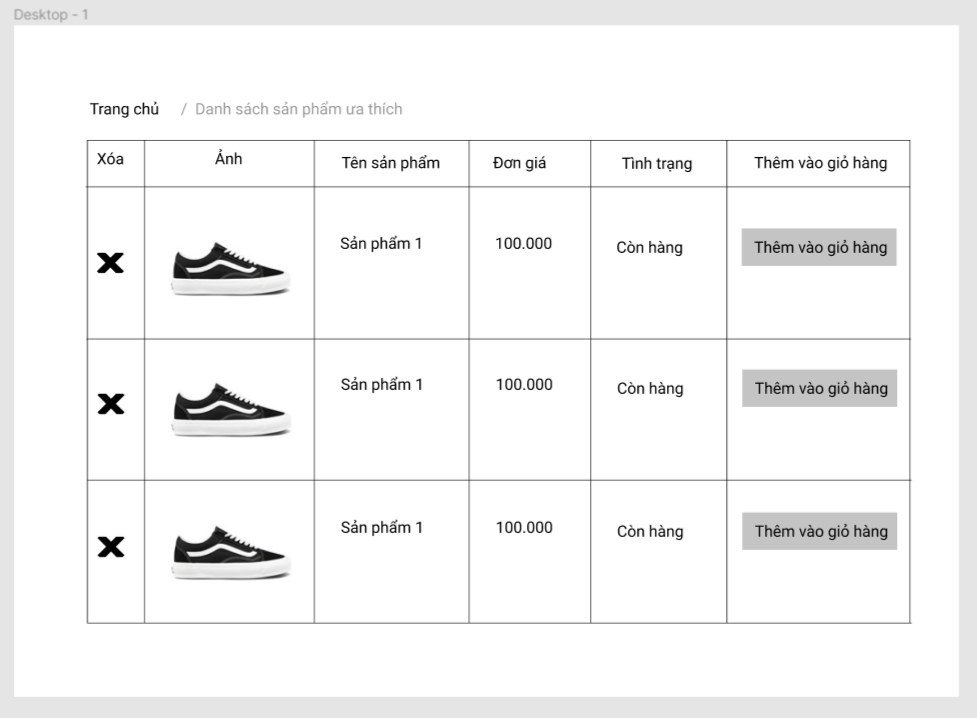 Desktop - 1
Trang chủ / Danh sách sản phẩm ưa thích
Xóa Ảnh Tên sản phẩm Đơn giá Tình trạng Thêm vào giỏ hàng
Sản phẩm 1 100.000 Còn hàng Thêm vào giỏ hàng
Sản phẩm 1 100.000 Còn hàng Thêm vào giỏ hàng
Sản phẩm 1 100.000 Còn hàng Thêm vào giỏ hàng